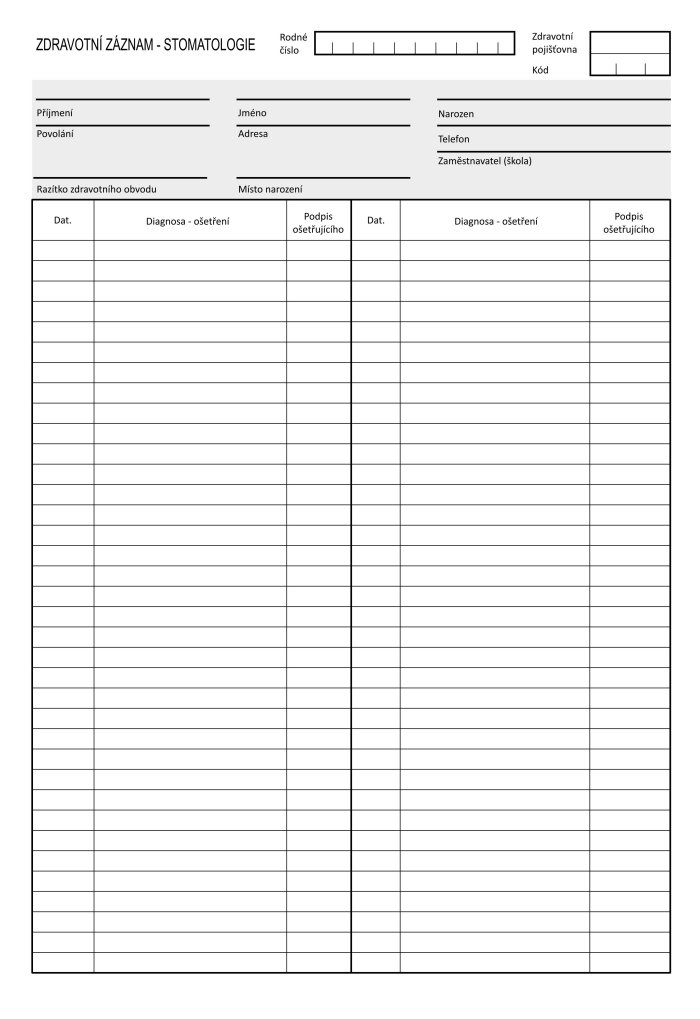 ZDRAVOTNÍ ZÁZNAM - STOMATOLOGIE
Rodné
číslo
Zdravotní
pojišťovna
Kód
Příjmení
Jméno
Narozen
Povolání
Adresa
Telefon
Zaměstnavatel (škola)
Razítko zdravotního obvodu
Místo narození
Dat.
Diagnosa - ošetření
Podpis
ošetřujícího
Dat.
Diagnosa - ošetření
Podpis
ošetřujícího